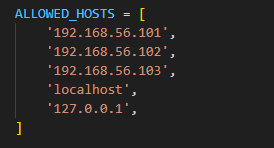 ALLOWED_HOSTS = [
    '192.168.56.101',
    '192.168.56.102',
    '192.168.56.103',
    'localhost',
    '127.0.0.1',
]